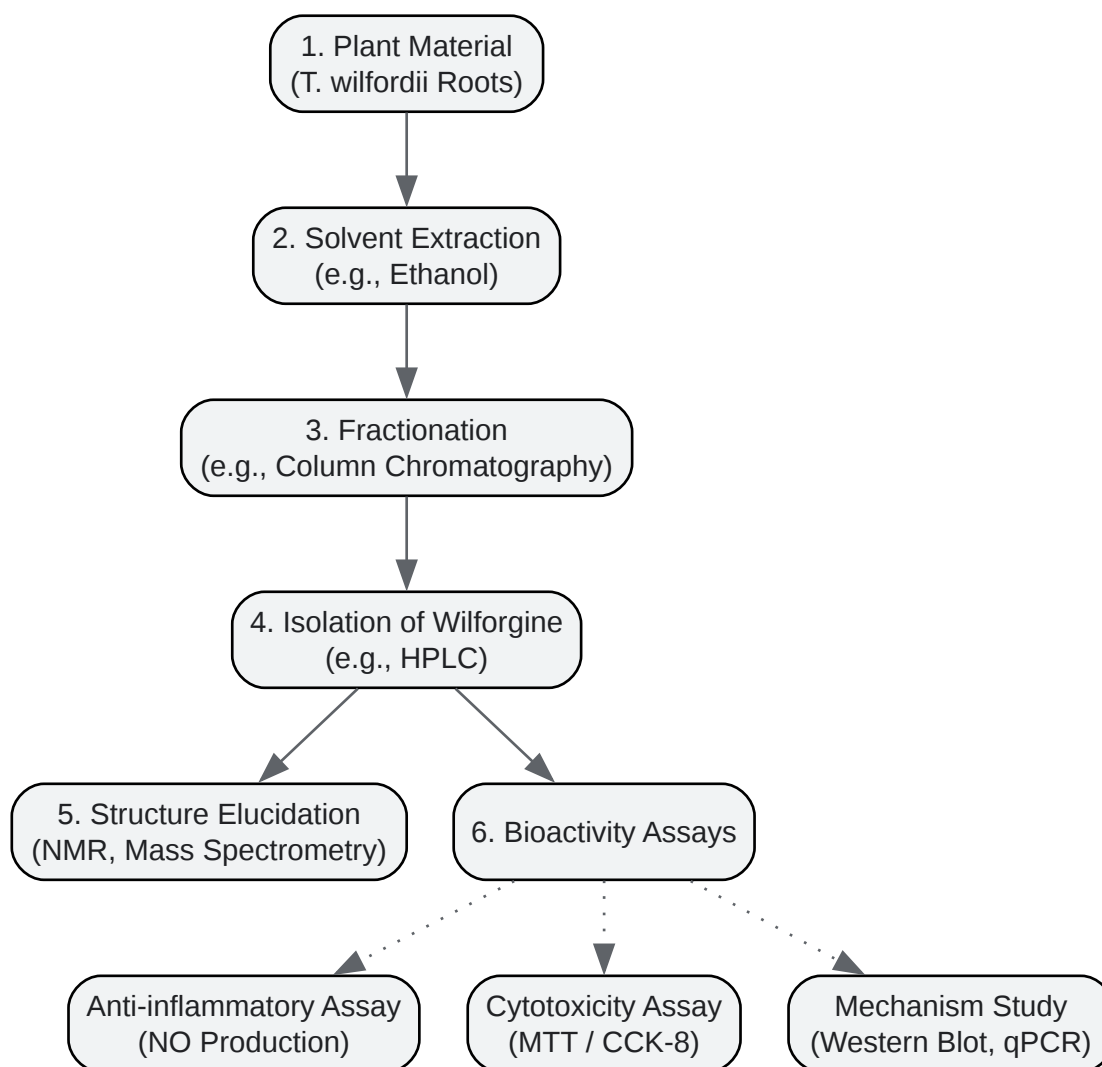 1. Plant Material
(T. wilfordii Roots)
2. Solvent Extraction
(e.g., Ethanol)
3. Fractionation
(e.g., Column Chromatography)
4. Isolation of Wilforgine
(e.g., HPLC)
5. Structure Elucidation
(NMR, Mass Spectrometry)
6. Bioactivity Assays
Anti-inflammatory Assay
(NO Production)
Cytotoxicity Assay
(MTT / CCK-8)
Mechanism Study
(Western Blot, qPCR)